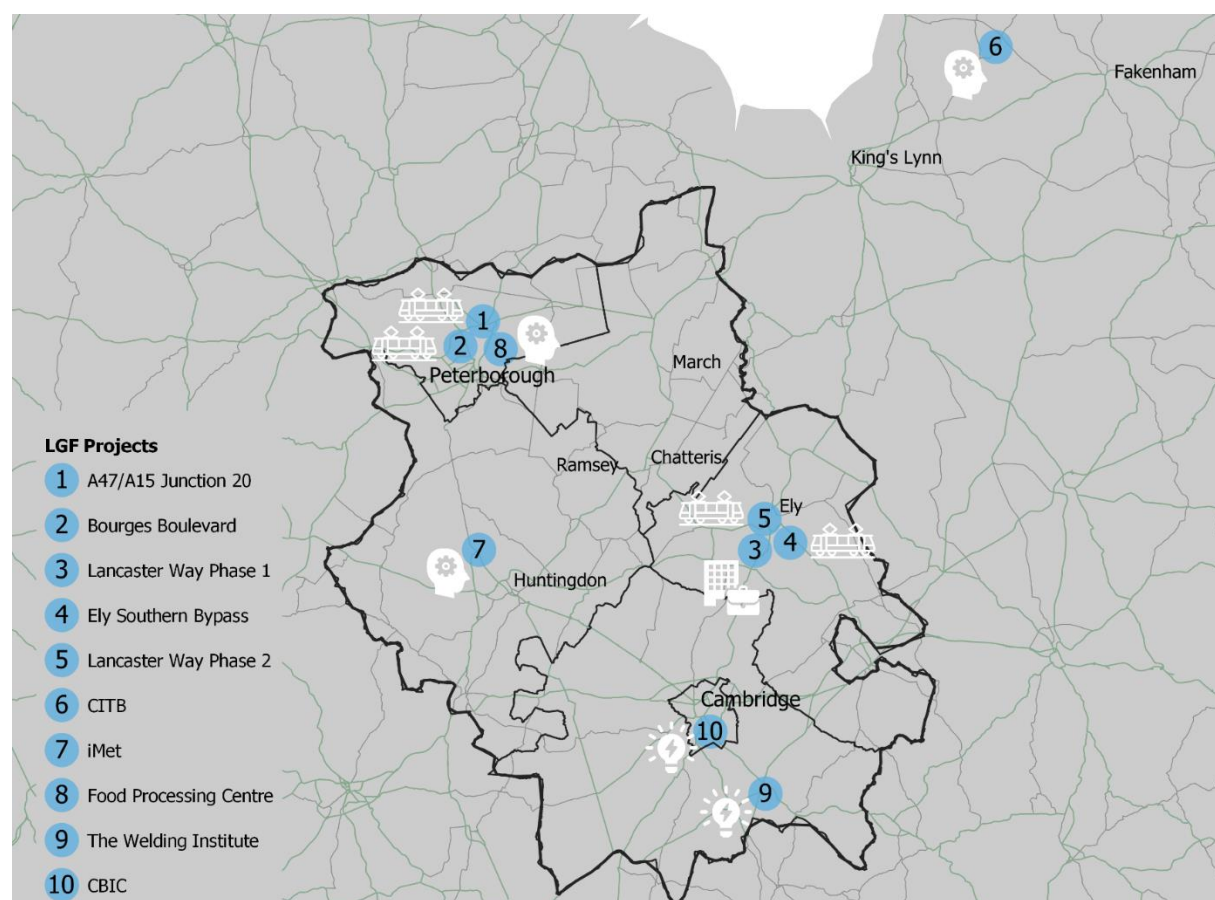 6
Fakenham
King's Lynn
1
2
8
Peterborough
March
Ramsey
Chatteris
Ely
5
4
3
7
Huntingdon
Cambridge
10
9
LGF Projects
1 A47/A15 Junction 20
2 Bourges Boulevard
3 Lancaster Way Phase 1
4 Ely Southern Bypass
5 Lancaster Way Phase 2
6 CITB
7 iMet
8 Food Processing Centre
9 The Welding Institute
10 CBIC